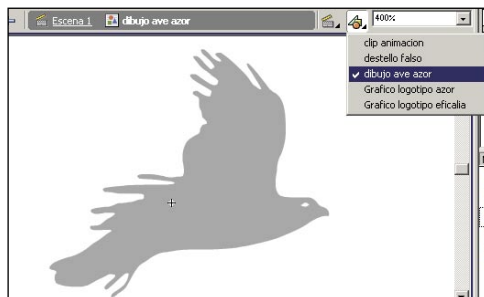 Escena 1 dibujo ave azor 400%
clip animacion
destello falso
dibujo ave azor
Grafico logotipo azor
Grafico logotipo eficalia